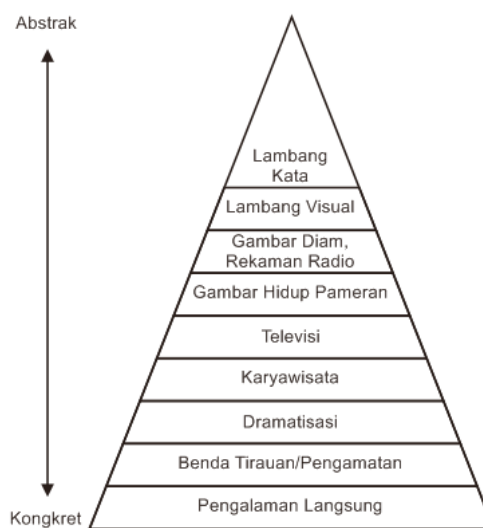 Abstrak
Lambang
Kata
Lambang Visual
Gambar Diam,
Rekaman Radio
Gambar Hidup Pameran
Televisi
Karyawisata
Dramatisasi
Benda Tirauan/Pengamatan
Pengalaman Langsung
Kongkret